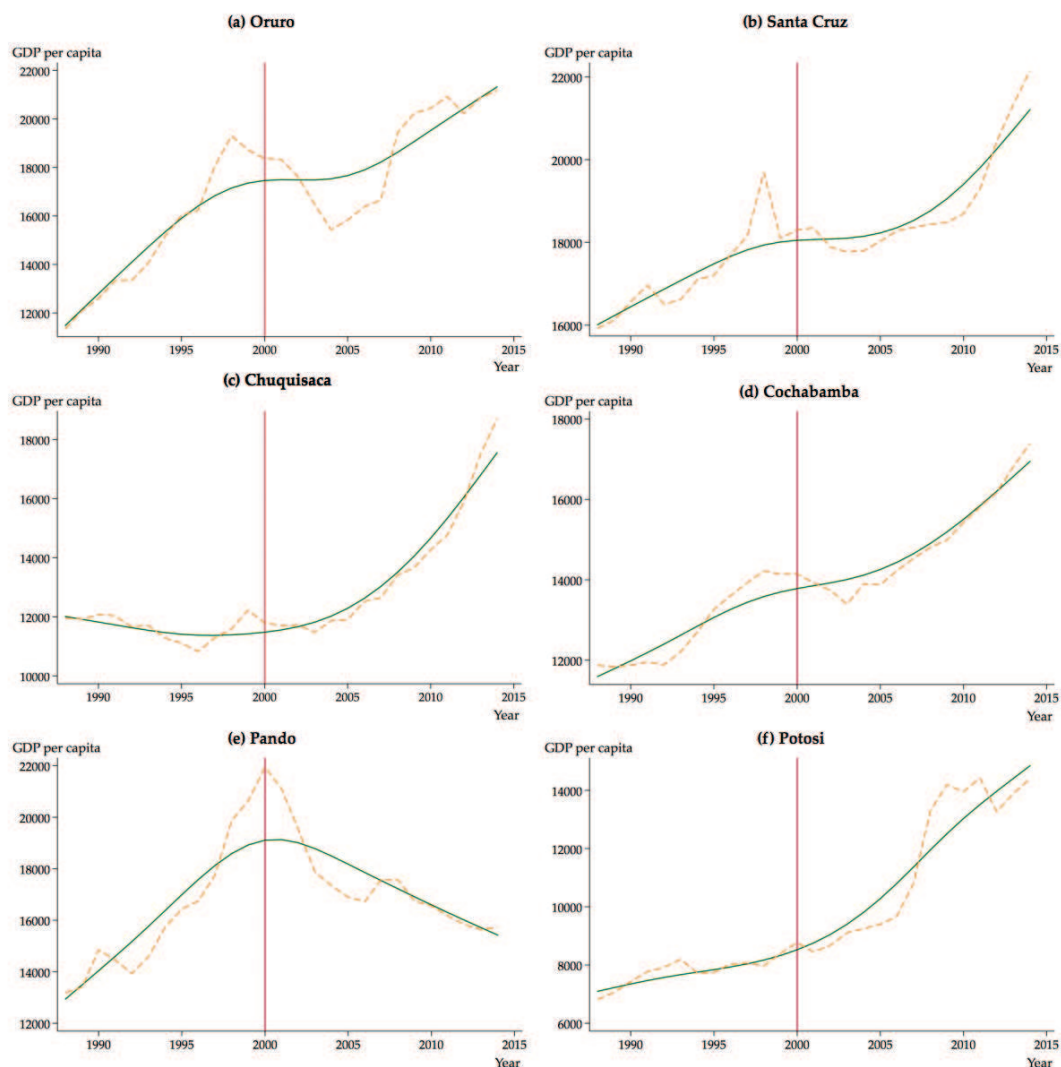 (a) Oruro
GDP per capita
22000
20000
18000
16000
14000
12000
1990 1995 2000 2005 2010 2015
Year
(b) Santa Cruz
GDP per capita
22000
20000
18000
16000
1990 1995 2000 2005 2010 2015
Year
(c) Chuquisaca
GDP per capita
18000
16000
14000
12000
10000
1990 1995 2000 2005 2010 2015
Year
(d) Cochabamba
GDP per capita
18000
16000
14000
12000
1990 1995 2000 2005 2010 2015
Year
(e) Pando
GDP per capita
22000
20000
18000
16000
14000
12000
1990 1995 2000 2005 2010 2015
Year
(f) Potosi
GDP per capita
14000
12000
10000
8000
6000
1990 1995 2000 2005 2010 2015
Year